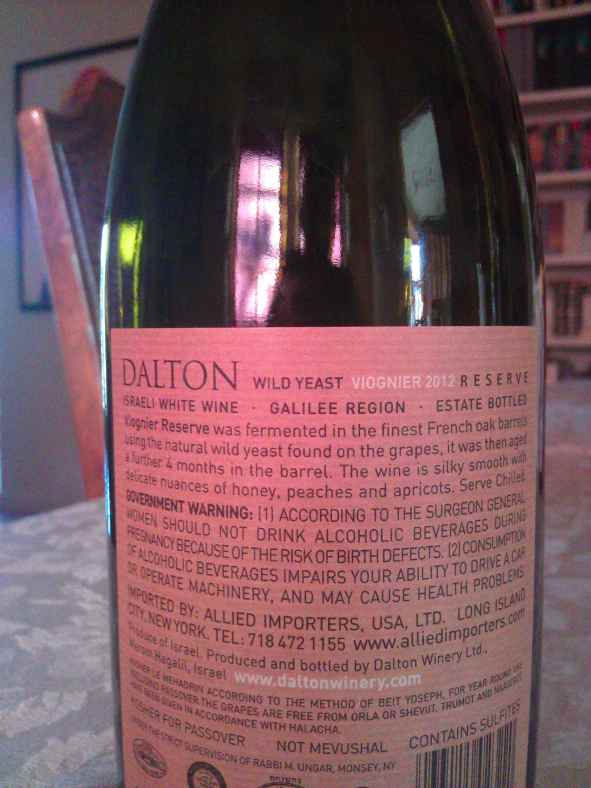 DALTON WILD YEAST VIOGNIER 2012 RESERVE
ISRAELI WHITE WINE · GALILEE REGION · ESTATE BOTTLED
Viognier Reserve was fermented in the finest French oak barrels
using the natural wild yeast found on the grapes, it was then aged
a further 4 months in the barrel. The wine is silky smooth with
delicate nuances of honey, peaches and apricots. Serve Chilled.
GOVERNMENT WARNING: (1) ACCORDING TO THE SURGEON GENERAL
WOMEN SHOULD NOT DRINK ALCOHOLIC BEVERAGES DURING
PREGNANCY BECAUSE OF THE RISK OF BIRTH DEFECTS. (2) CONSUMPTION
OF ALCOHOLIC BEVERAGES IMPAIRS YOUR ABILITY TO DRIVE A CAR
OR OPERATE MACHINERY, AND MAY CAUSE HEALTH PROBLEMS.
IMPORTED BY: ALLIED IMPORTERS, USA, LTD. LONG ISLAND
CITY, NEW YORK. TEL: 718 472 1155 www.alliedimporters.com
Produce of Israel. Produced and bottled by Dalton Winery Ltd.,
Merom Hagalil, Israel www.daltonwinery.com
KOSHER LE MEHADRIN ACCORDING TO THE METHOD OF BEIT YOSEPH, FOR YEAR ROUND USE
INCLUDING PASSOVER THE GRAPES ARE FREE FROM ORLA OR SHEVIIT, TRUMOT AND MAASEROT
HAVE BEEN GIVEN IN ACCORDANCE WITH HALACHA.
KOSHER FOR PASSOVER NOT MEVUSHAL CONTAINS SULFITES
UNDER THE STRICT SUPERVISION OF RABBI M. UNGAR, MONSEY, NY